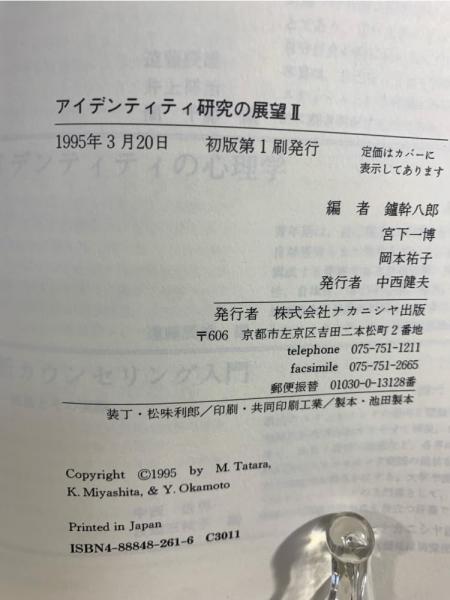 アイデンティティ研究の展望Ⅱ
1995年3月20日 初版第1刷発行 定価はカバーに
表示してあります
編者 鑪幹八郎
宮下一博
岡本祐子
発行者 中西健夫
発行者 株式会社ナカニシヤ出版
〒606 京都市左京区吉田二本松町2番地
telephone 075-751-1211
facsimile 075-751-2665
郵便振替 01030-0-13128番
装丁・松味利郎/印刷・共同印刷工業/製本・池田製本
Copyright ©1995 by M. Tatara,
K. Miyashita, & Y. Okamoto
Printed in Japan
ISBN4-88848-261-6 C3011